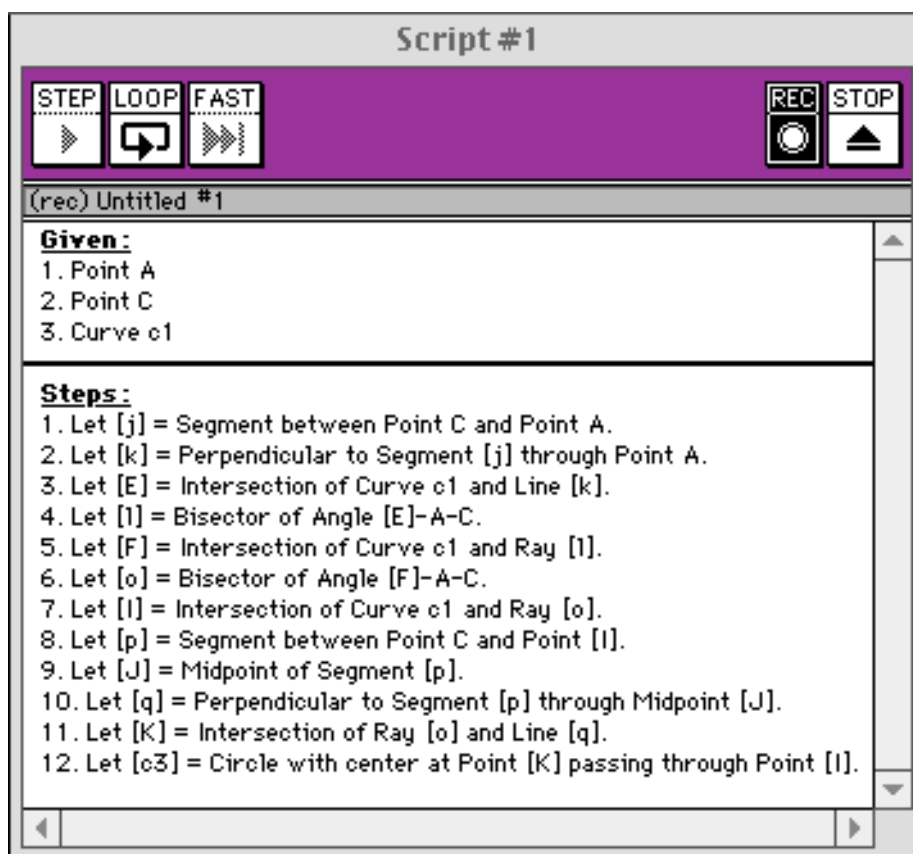 Script #1
STEP LOOP FAST REC STOP
(rec) Untitled #1
Given:
1. Point A
2. Point C
3. Curve c1
Steps:
1. Let [j] = Segment between Point C and Point A.
2. Let [k] = Perpendicular to Segment [j] through Point A.
3. Let [E] = Intersection of Curve c1 and Line [k].
4. Let [l] = Bisector of Angle [E]-A-C.
5. Let [F] = Intersection of Curve c1 and Ray [l].
6. Let [o] = Bisector of Angle [F]-A-C.
7. Let [I] = Intersection of Curve c1 and Ray [o].
8. Let [p] = Segment between Point C and Point [I].
9. Let [J] = Midpoint of Segment [p].
10. Let [q] = Perpendicular to Segment [p] through Midpoint [J].
11. Let [K] = Intersection of Ray [o] and Line [q].
12. Let [c3] = Circle with center at Point [K] passing through Point [I].